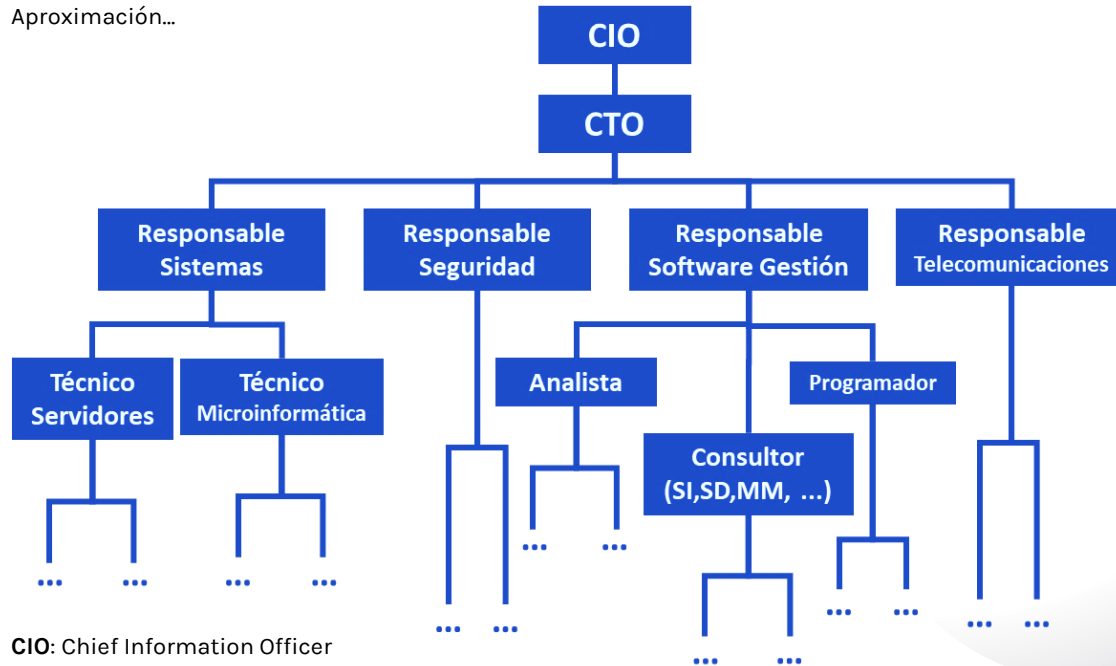 Aproximación…
CIO
CTO
Responsable
Sistemas
Responsable
Seguridad
Responsable
Software Gestión
Responsable
Telecomunicaciones
Técnico
Servidores
Técnico
Microinformática
Analista
Programador
Consultor
(SI,SD,MM, ...)
...
...
...
...
...
...
...
...
...
...
...
...
...
...
CIO: Chief Information Officer